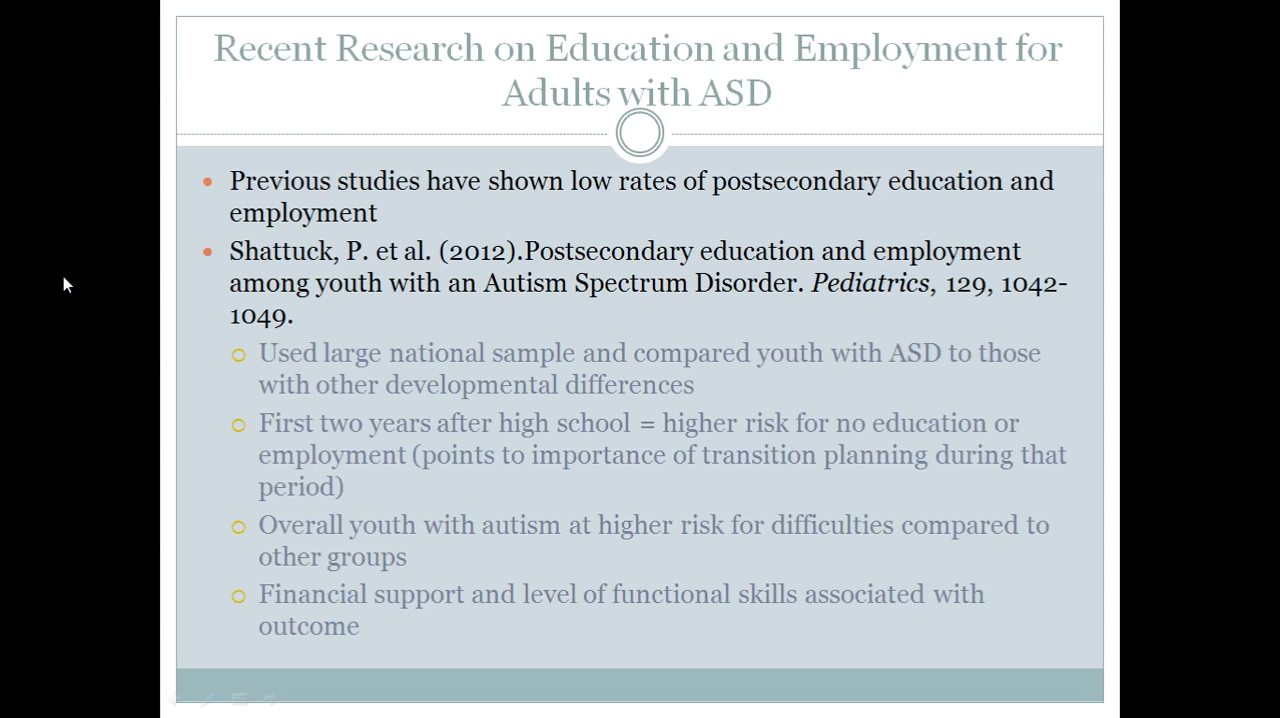 Recent Research on Education and Employment for
Adults with ASD
Previous studies have shown low rates of postsecondary education and
employment
Shattuck, P. et al. (2012).Postsecondary education and employment
among youth with an Autism Spectrum Disorder. Pediatrics, 129, 1042-
1049.
Used large national sample and compared youth with ASD to those
with other developmental differences
First two years after high school = higher risk for no education or
employment (points to importance of transition planning during that
period)
Overall youth with autism at higher risk for difficulties compared to
other groups
Financial support and level of functional skills associated with
outcome